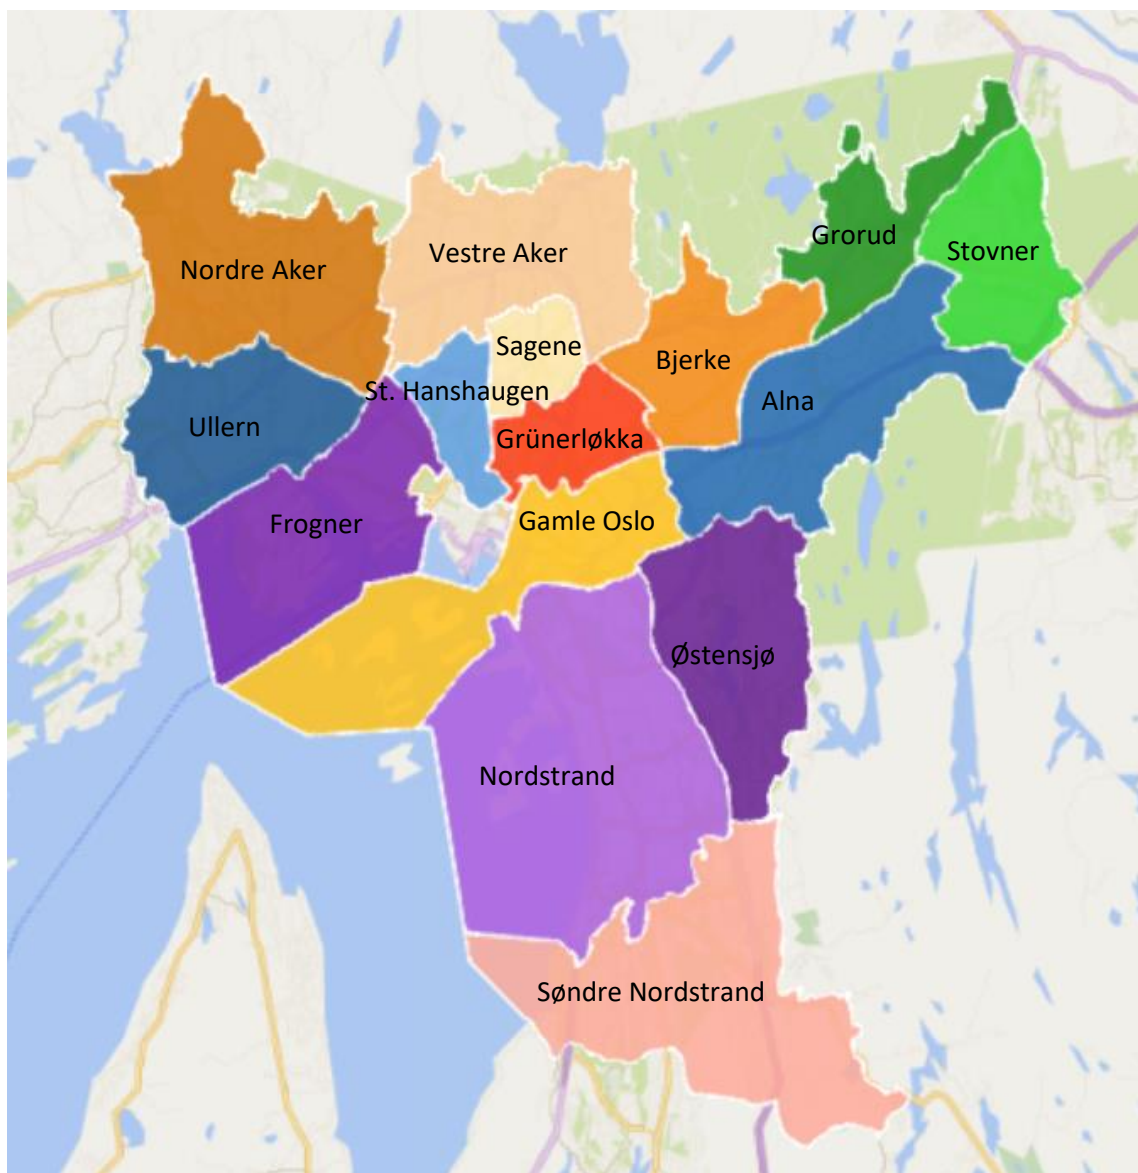 Grorud
Vestre Aker
Stovner
Nordre Aker
Sagene
Bjerke
St. Hanshaugen
Alna
Ullern
Grünerløkka
Frogner
Gamle Oslo
Østensjø
Nordstrand
Søndre Nordstrand